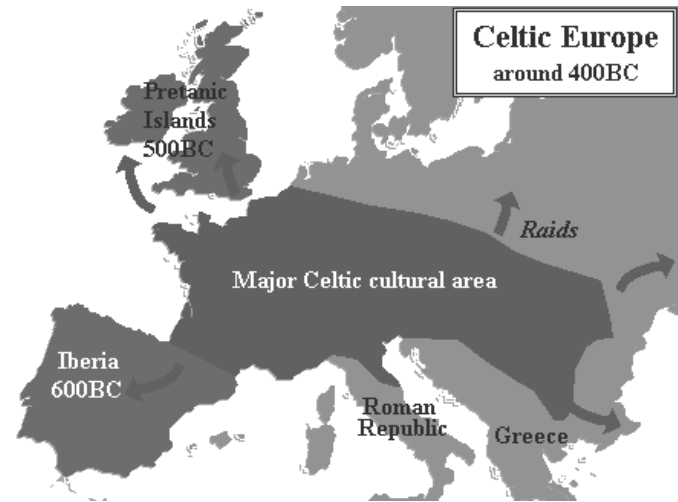 Celtic Europe
around 400BC
Pretanic
Islands
500BC
Raids
Major Celtic cultural area
Iberia
600BC
Roman
Republic
Greece